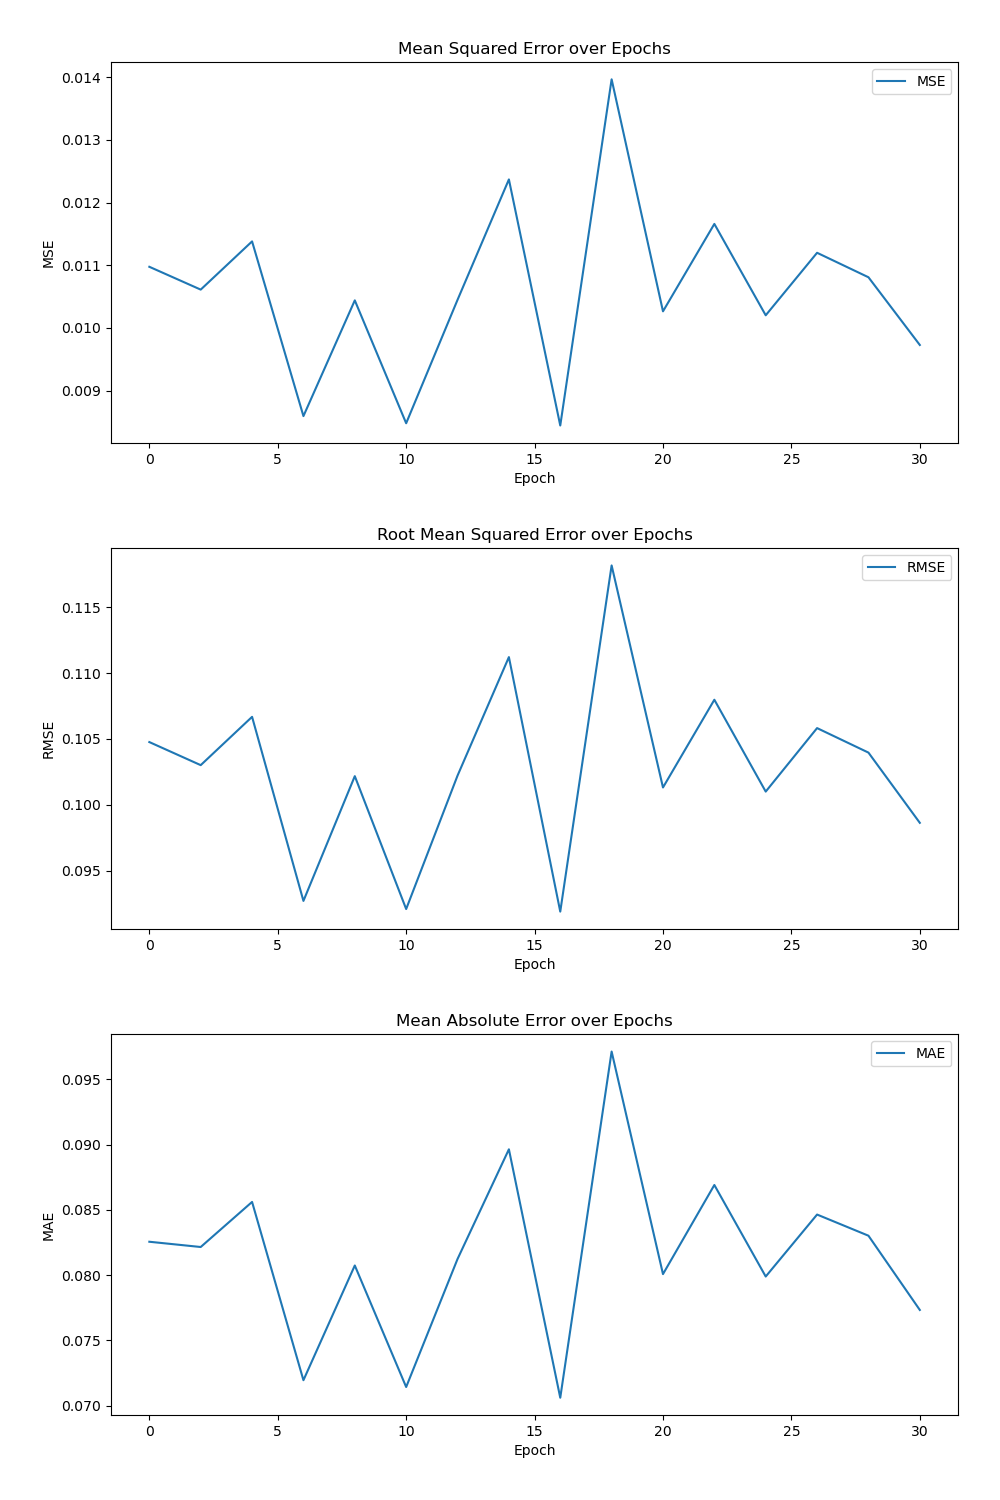 Mean Squared Error over Epochs
MSE
0.014
0.013
0.012
0.011
0.010
0.009
MSE
0 5 10 15 20 25 30
Epoch
Root Mean Squared Error over Epochs
RMSE
0.115
0.110
0.105
0.100
0.095
RMSE
0 5 10 15 20 25 30
Epoch
Mean Absolute Error over Epochs
MAE
0.095
0.090
0.085
0.080
0.075
0.070
MAE
0 5 10 15 20 25 30
Epoch